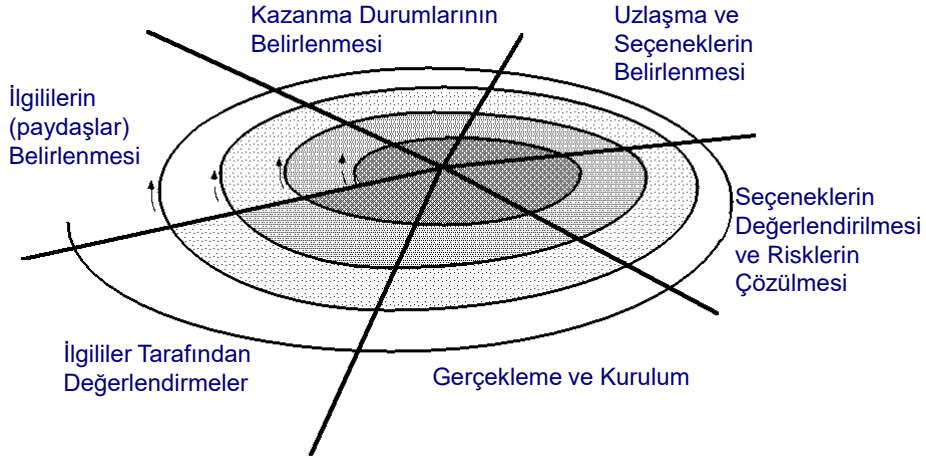 Kazanma Durumlarının
Belirlenmesi
Uzlaşma ve
Seçeneklerin
Belirlenmesi
İlgililerin
(paydaşlar)
Belirlenmesi
Seçeneklerin
Değerlendirilmesi
ve Risklerin
Çözülmesi
İlgililer Tarafından
Değerlendirmeler
Gerçekleme ve Kurulum